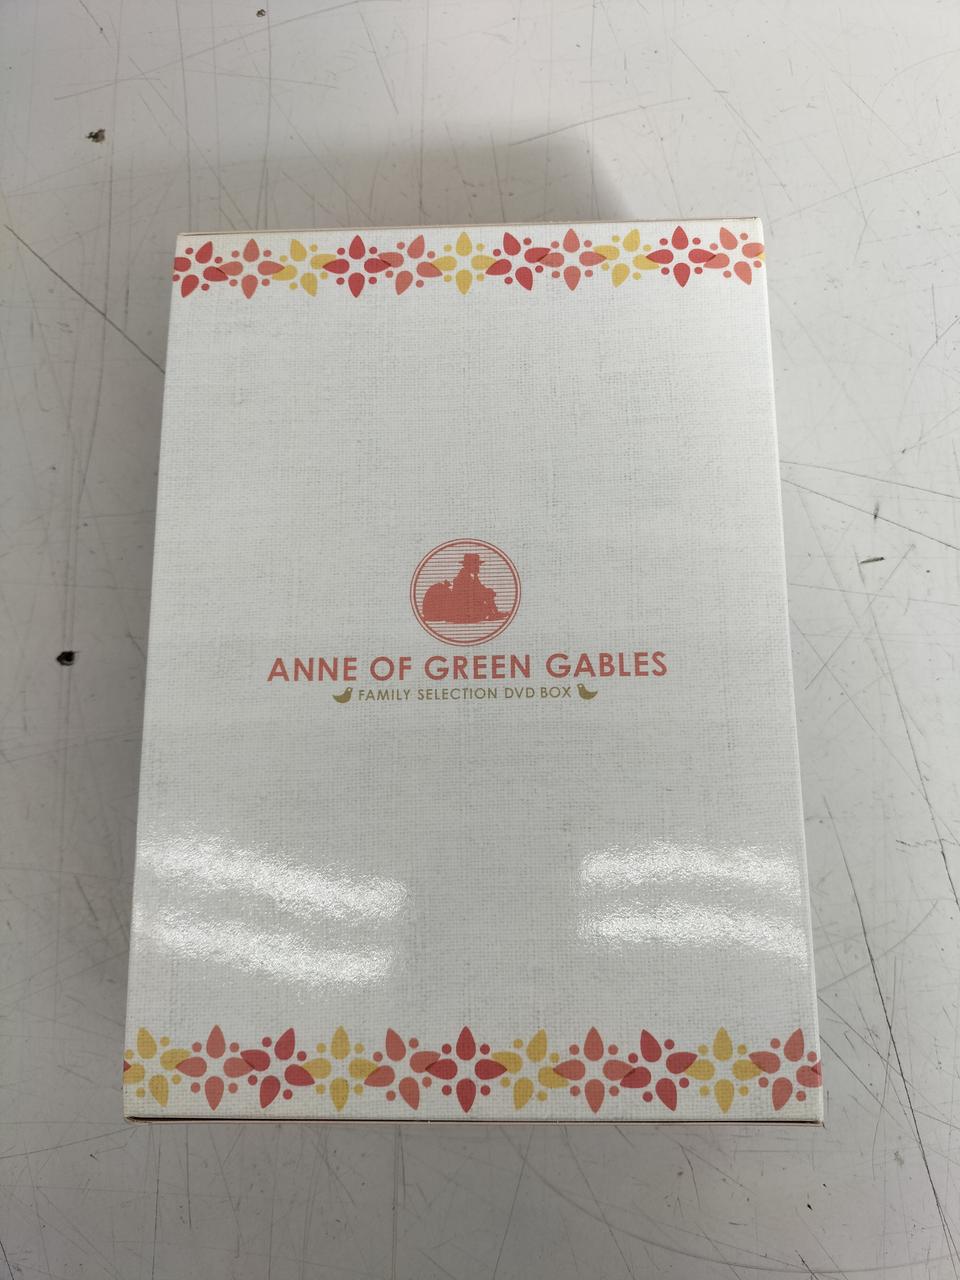 ANNE OF GREEN GABLES
FAMILY SELECTION DVD BOX